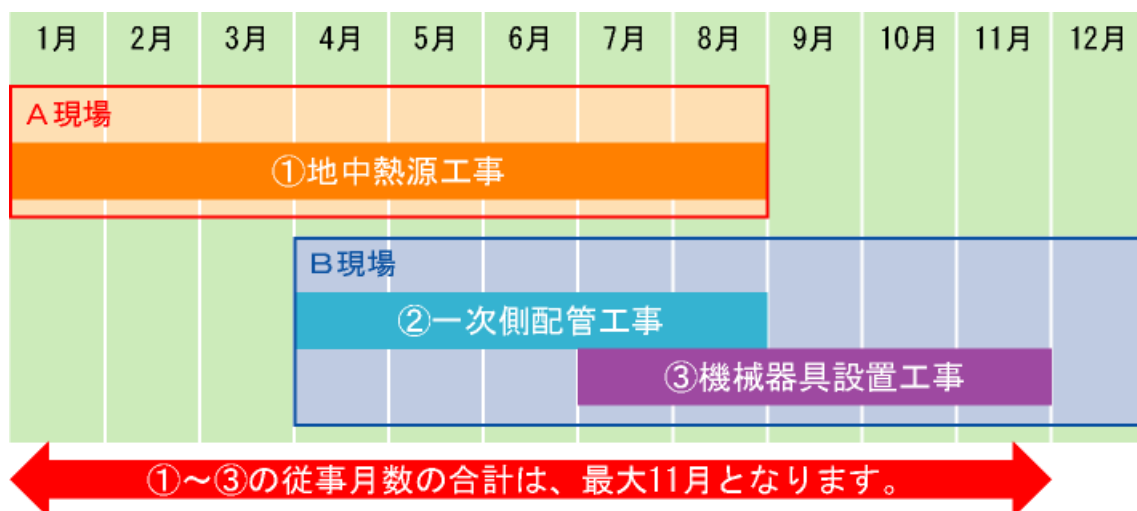 1月 2月 3月 4月 5月 6月 7月 8月 9月 10月 11月 12月
A現場
①地中熱源工事
B現場
②一次側配管工事
③機械器具設置工事
①～③の従事月数の合計は、最大11月となります。